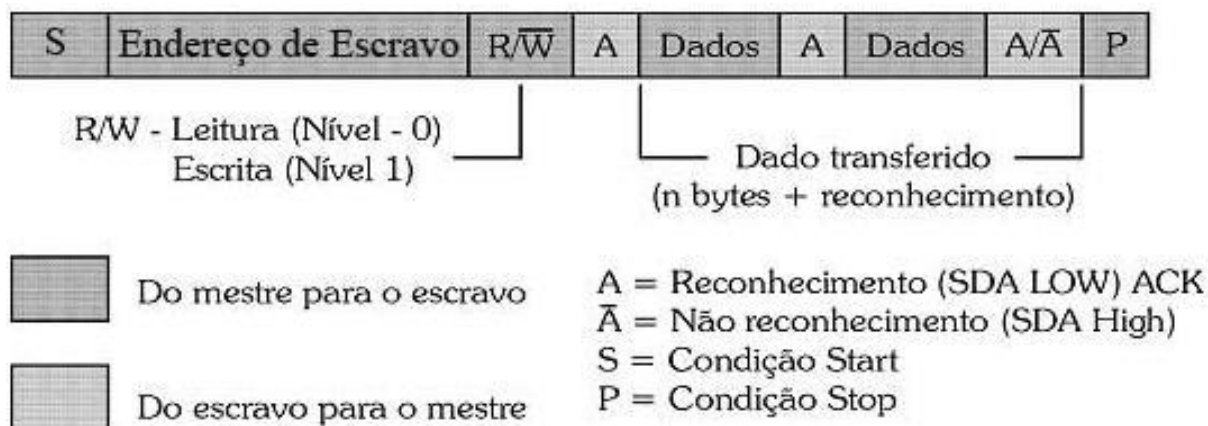 S Endereço de Escravo R/W̅ A Dados A Dados A/A̅ P
R/W - Leitura (Nível - 0)
Escrita (Nível 1)
Dado transferido
(n bytes + reconhecimento)
Do mestre para o escravo
Do escravo para o mestre
A = Reconhecimento (SDA LOW) ACK
A̅ = Não reconhecimento (SDA High)
S = Condição Start
P = Condição Stop